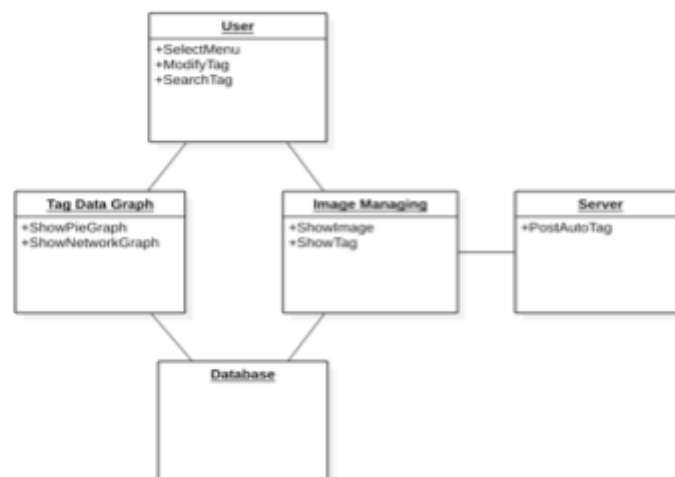 User
+SelectMenu
+ModifyTag
+SearchTag
Tag Data Graph
+ShowPieGraph
+ShowNetworkGraph
Image Managing
+ShowImage
+ShowTag
Server
+PostAutoTag
Database